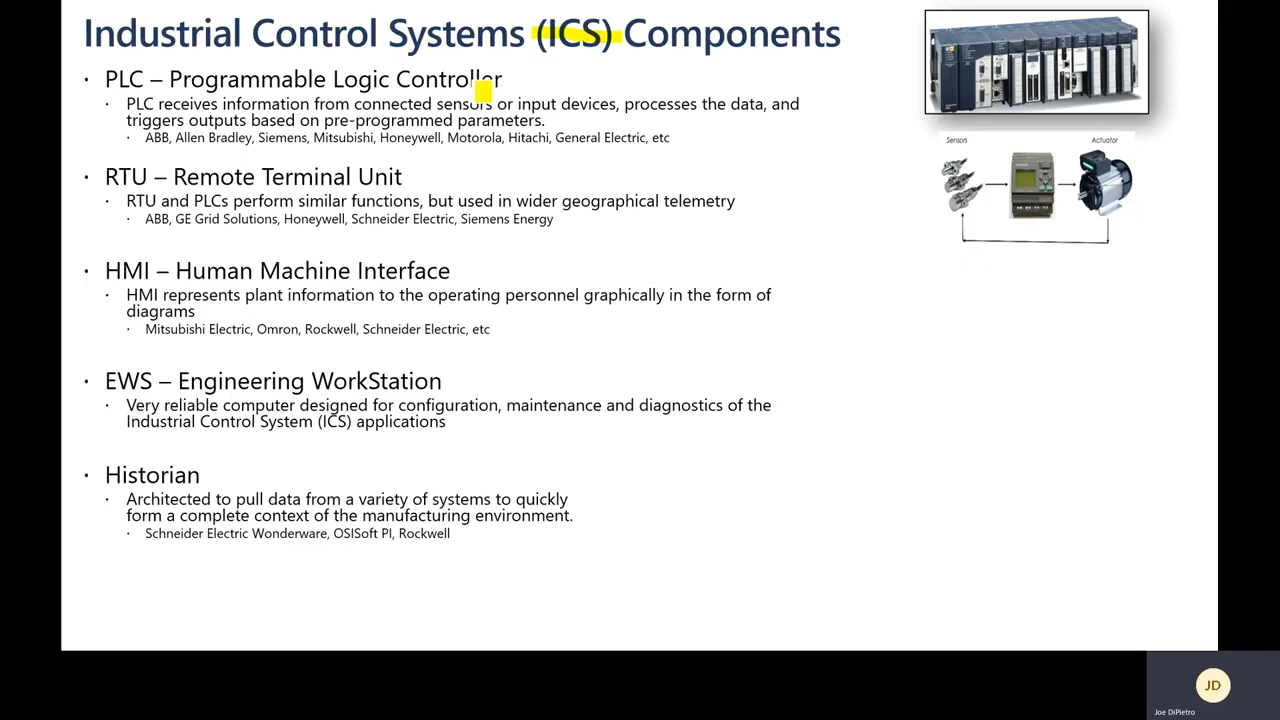 Industrial Control Systems (ICS) Components
• PLC – Programmable Logic Controller
• PLC receives information from connected sensors or input devices, processes the data, and
triggers outputs based on pre-programmed parameters.
• ABB, Allen Bradley, Siemens, Mitsubishi, Honeywell, Motorola, Hitachi, General Electric, etc
• RTU – Remote Terminal Unit
• RTU and PLCs perform similar functions, but used in wider geographical telemetry
• ABB, GE Grid Solutions, Honeywell, Schneider Electric, Siemens Energy
• HMI – Human Machine Interface
• HMI represents plant information to the operating personnel graphically in the form of
diagrams
• Mitsubishi Electric, Omron, Rockwell, Schneider Electric, etc
• EWS – Engineering WorkStation
• Very reliable computer designed for configuration, maintenance and diagnostics of the
Industrial Control System (ICS) applications
• Historian
• Architected to pull data from a variety of systems to quickly
form a complete context of the manufacturing environment.
• Schneider Electric Wonderware, OSISoft PI, Rockwell
Sensors
Actuator
JD
Joe DiPietro